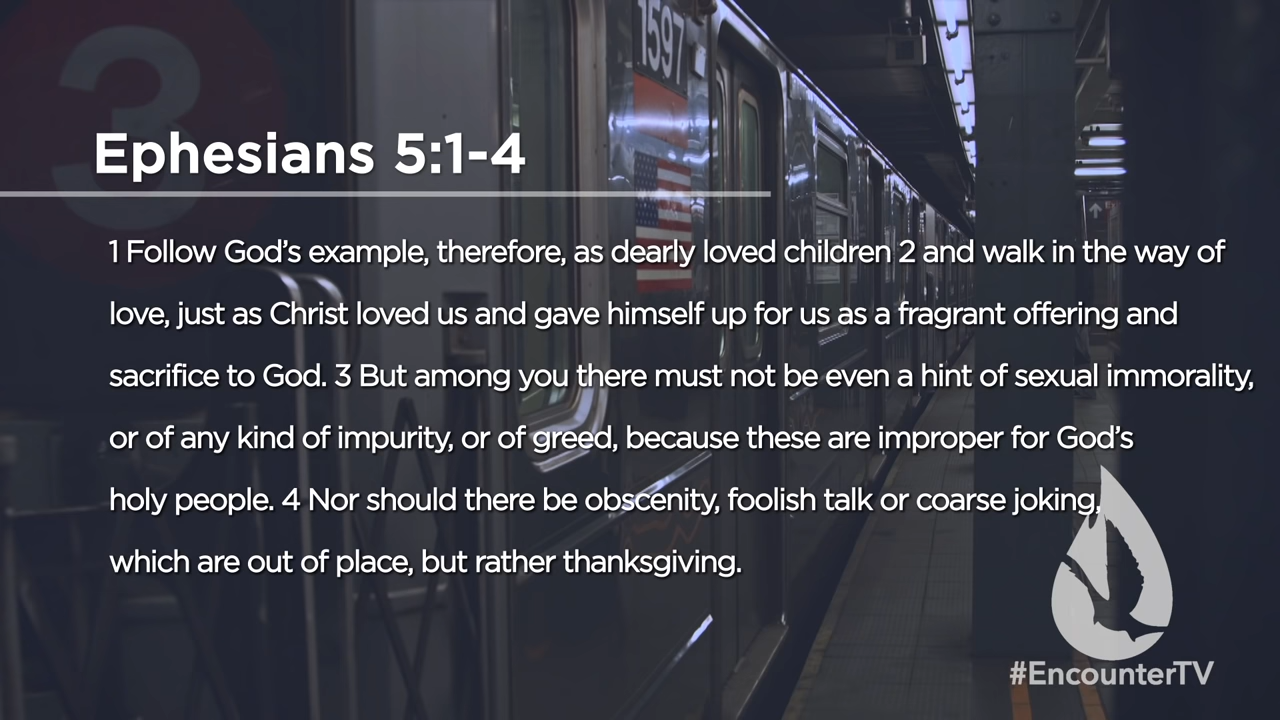 3
1597
Ephesians 5:1-4
1 Follow God’s example, therefore, as dearly loved children 2 and walk in the way of
love, just as Christ loved us and gave himself up for us as a fragrant offering and
sacrifice to God. 3 But among you there must not be even a hint of sexual immorality,
or of any kind of impurity, or of greed, because these are improper for God’s
holy people. 4 Nor should there be obscenity, foolish talk or coarse joking,
which are out of place, but rather thanksgiving.
#EncounterTV